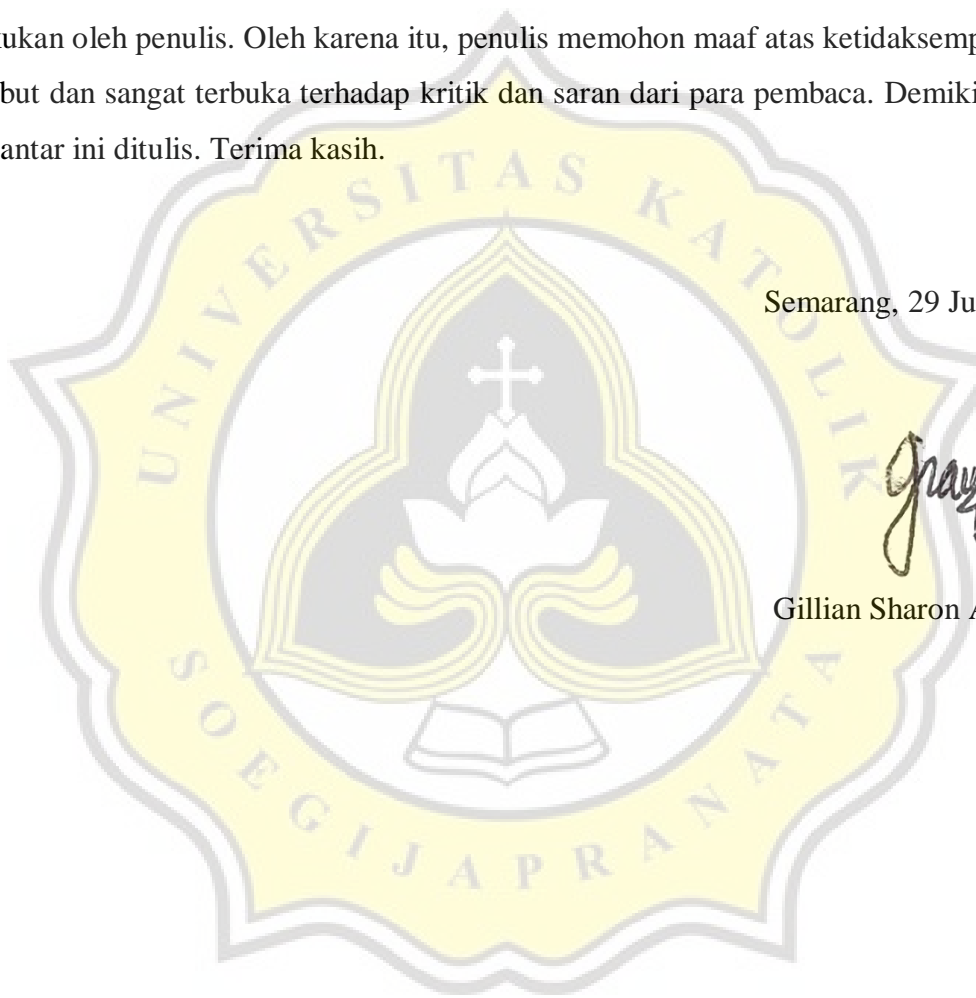 kukan oleh penulis. Oleh karena itu, penulis memohon maaf atas ketidaksemp
but dan sangat terbuka terhadap kritik dan saran dari para pembaca. Demiki
antar ini ditulis. Terima kasih.
UNIVERSITAS KATOLIK
Semarang, 29 Ju
Gillian Sharon A
SOEGIJAPRANATA